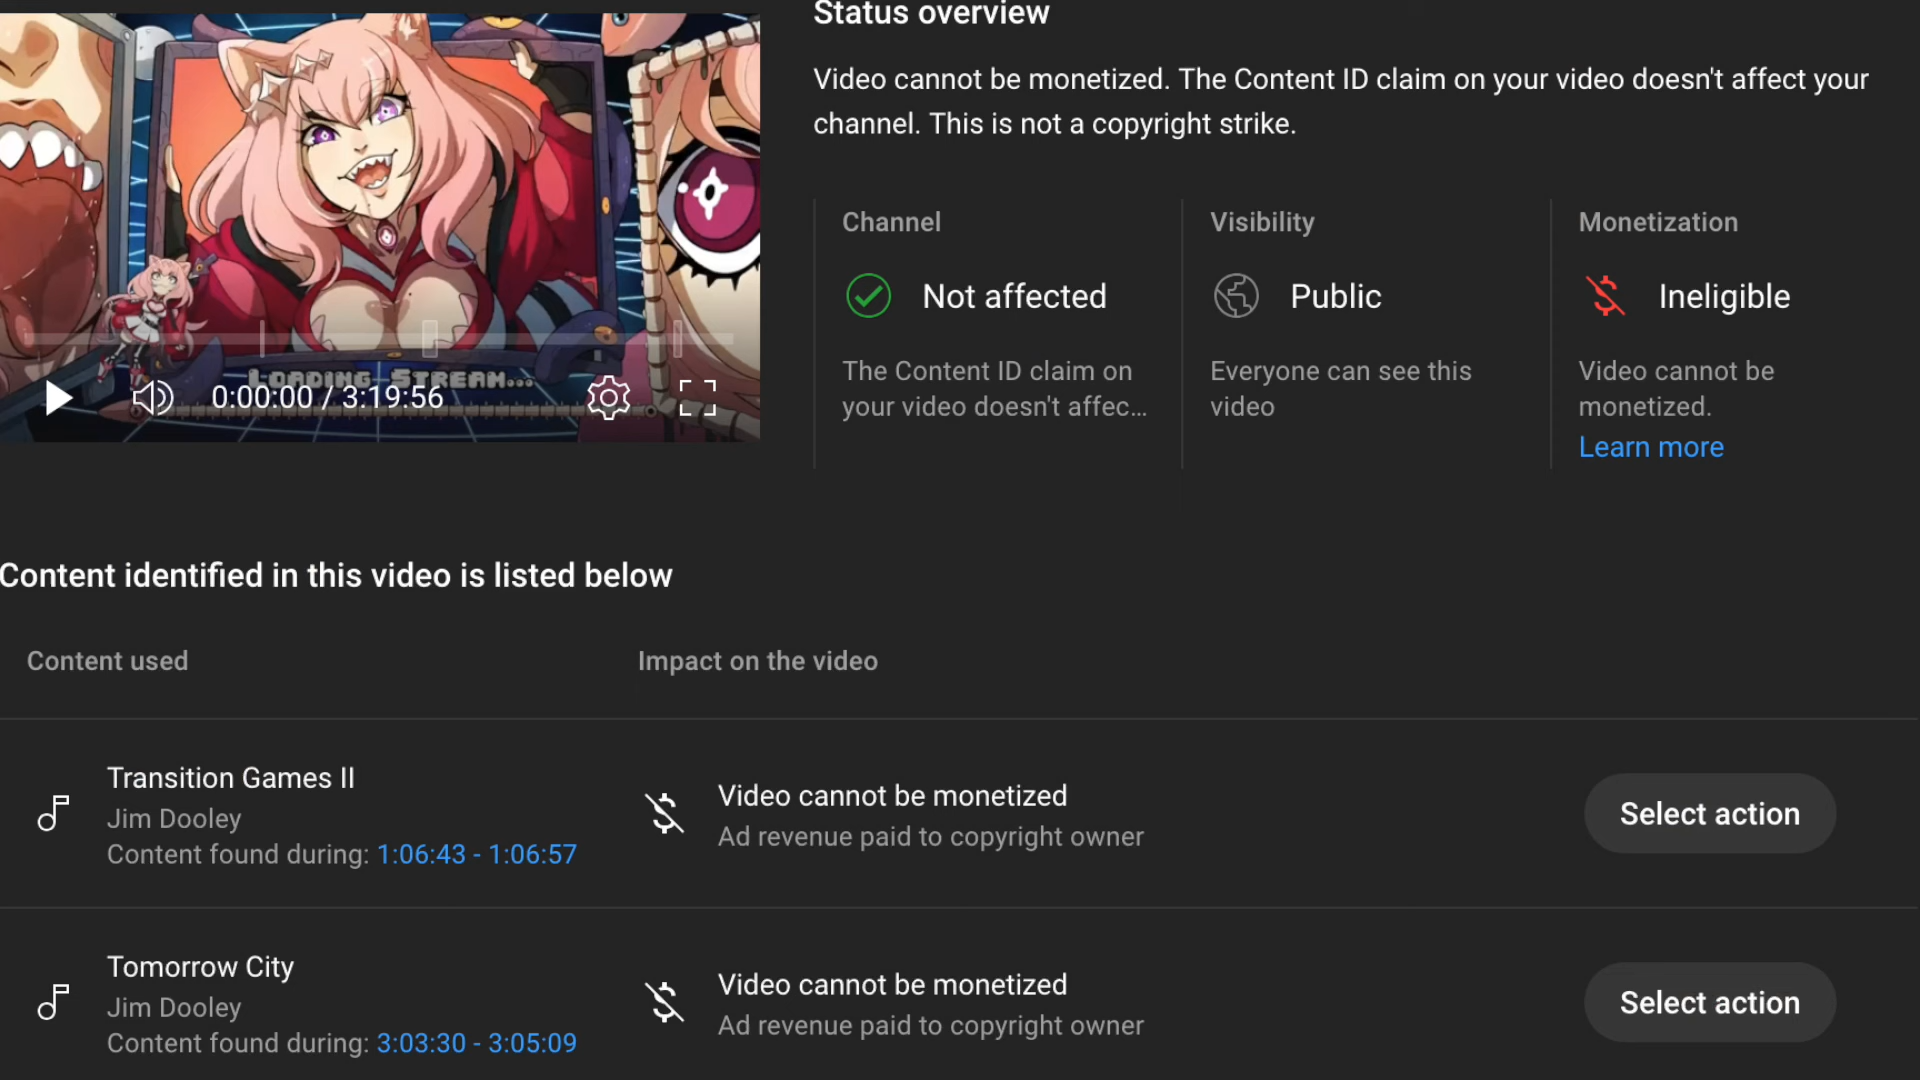 Status overview
Video cannot be monetized. The Content ID claim on your video doesn't affect your
channel. This is not a copyright strike.
Channel
Not affected
The Content ID claim on
your video doesn't affec...
Visibility
Public
Everyone can see this
video
Monetization
Ineligible
Video cannot be
monetized.
Learn more
LOADING STREAM...
0:00:00 / 3:19:56
Content identified in this video is listed below
Content used
Impact on the video
Transition Games II
Jim Dooley
Content found during: 1:06:43 - 1:06:57
Video cannot be monetized
Ad revenue paid to copyright owner
Select action
Tomorrow City
Jim Dooley
Content found during: 3:03:30 - 3:05:09
Video cannot be monetized
Ad revenue paid to copyright owner
Select action